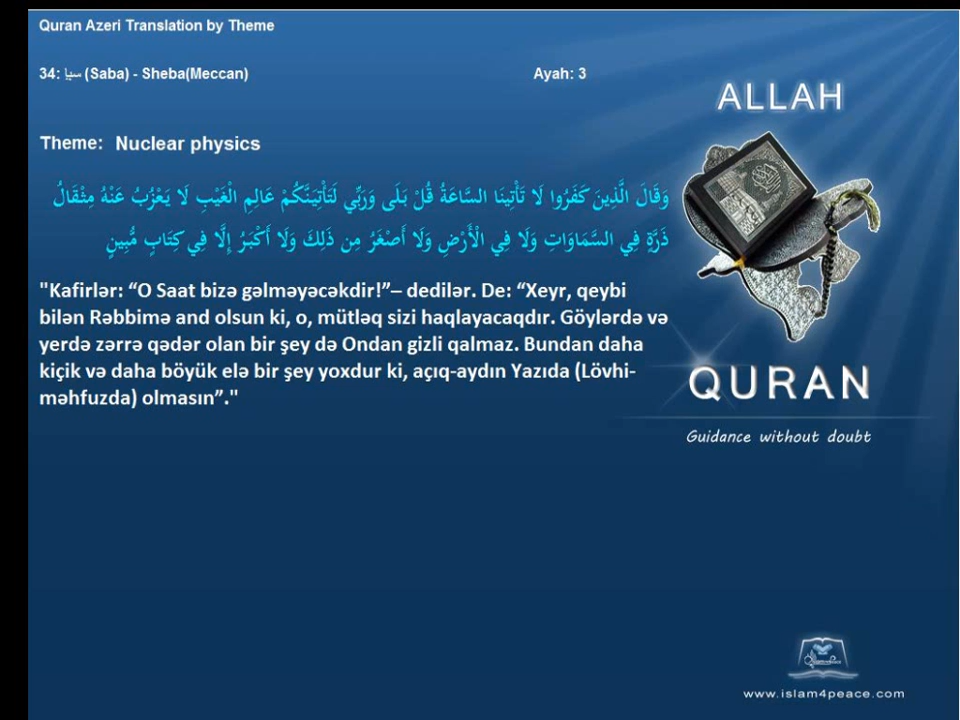 Quran Azeri Translation by Theme
34: سبإ (Saba) - Sheba(Meccan) Ayah: 3
Theme: Nuclear physics
وَقَالَ الَّذِينَ كَفَرُوا لَا تَأْتِينَا السَّاعَةُ قُلْ بَلَى وَرَبِّي لَتَأْتِيَنَّكُمْ عَالِمِ الْغَيْبِ لَا يَعْزُبُ عَنْهُ مِثْقَالُ
ذَرَّةٍ فِي السَّمَاوَاتِ وَلَا فِي الْأَرْضِ وَلَا أَصْغَرُ مِن ذَلِكَ وَلَا أَكْبَرُ إِلَّا فِي كِتَابٍ مُّبِينٍ
"Kafirlər: “O Saat bizə gəlməyəcəkdir!”– dedilər. De: “Xeyr, qeybi
bilən Rəbbimə and olsun ki, o, mütləq sizi haqlayacaqdır. Göylərdə və
yerdə zərrə qədər olan bir şey də Ondan gizli qalmaz. Bundan daha
kiçik və daha böyük elə bir şey yoxdur ki, açıq-aydın Yazıda (Lövhi-
məhfuzda) olmasın”."
ALLAH
QURAN
Guidance without doubt
www.islam4peace.com